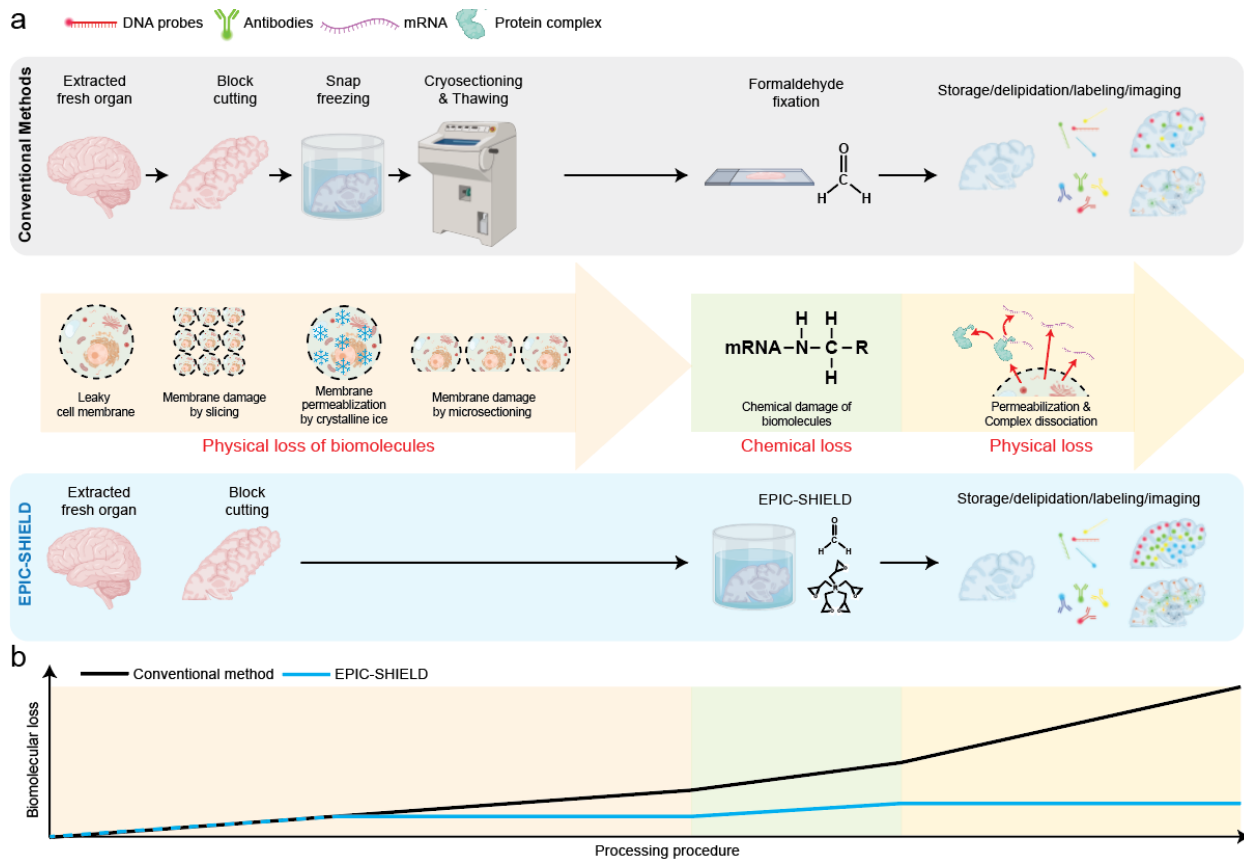 a
DNA probes
Antibodies
mRNA
Protein complex
Conventional Methods
Extracted
fresh organ
Block
cutting
Snap
freezing
Cryosectioning
& Thawing
Formaldehyde
fixation
O
C
H H
Storage/delipidation/labeling/imaging
Leaky
cell membrane
Membrane damage
by slicing
Membrane
permeablization
by crystalline ice
Membrane damage
by microsectioning
Physical loss of biomolecules
H H
mRNA–N–C–R
H
Chemical damage of
biomolecules
Chemical loss
Permeabilization &
Complex dissociation
Physical loss
EPIC-SHIELD
Extracted
fresh organ
Block
cutting
EPIC-SHIELD
O
C
H H
Storage/delipidation/labeling/imaging
b
Conventional method
EPIC-SHIELD
Biomolecular loss
Processing procedure